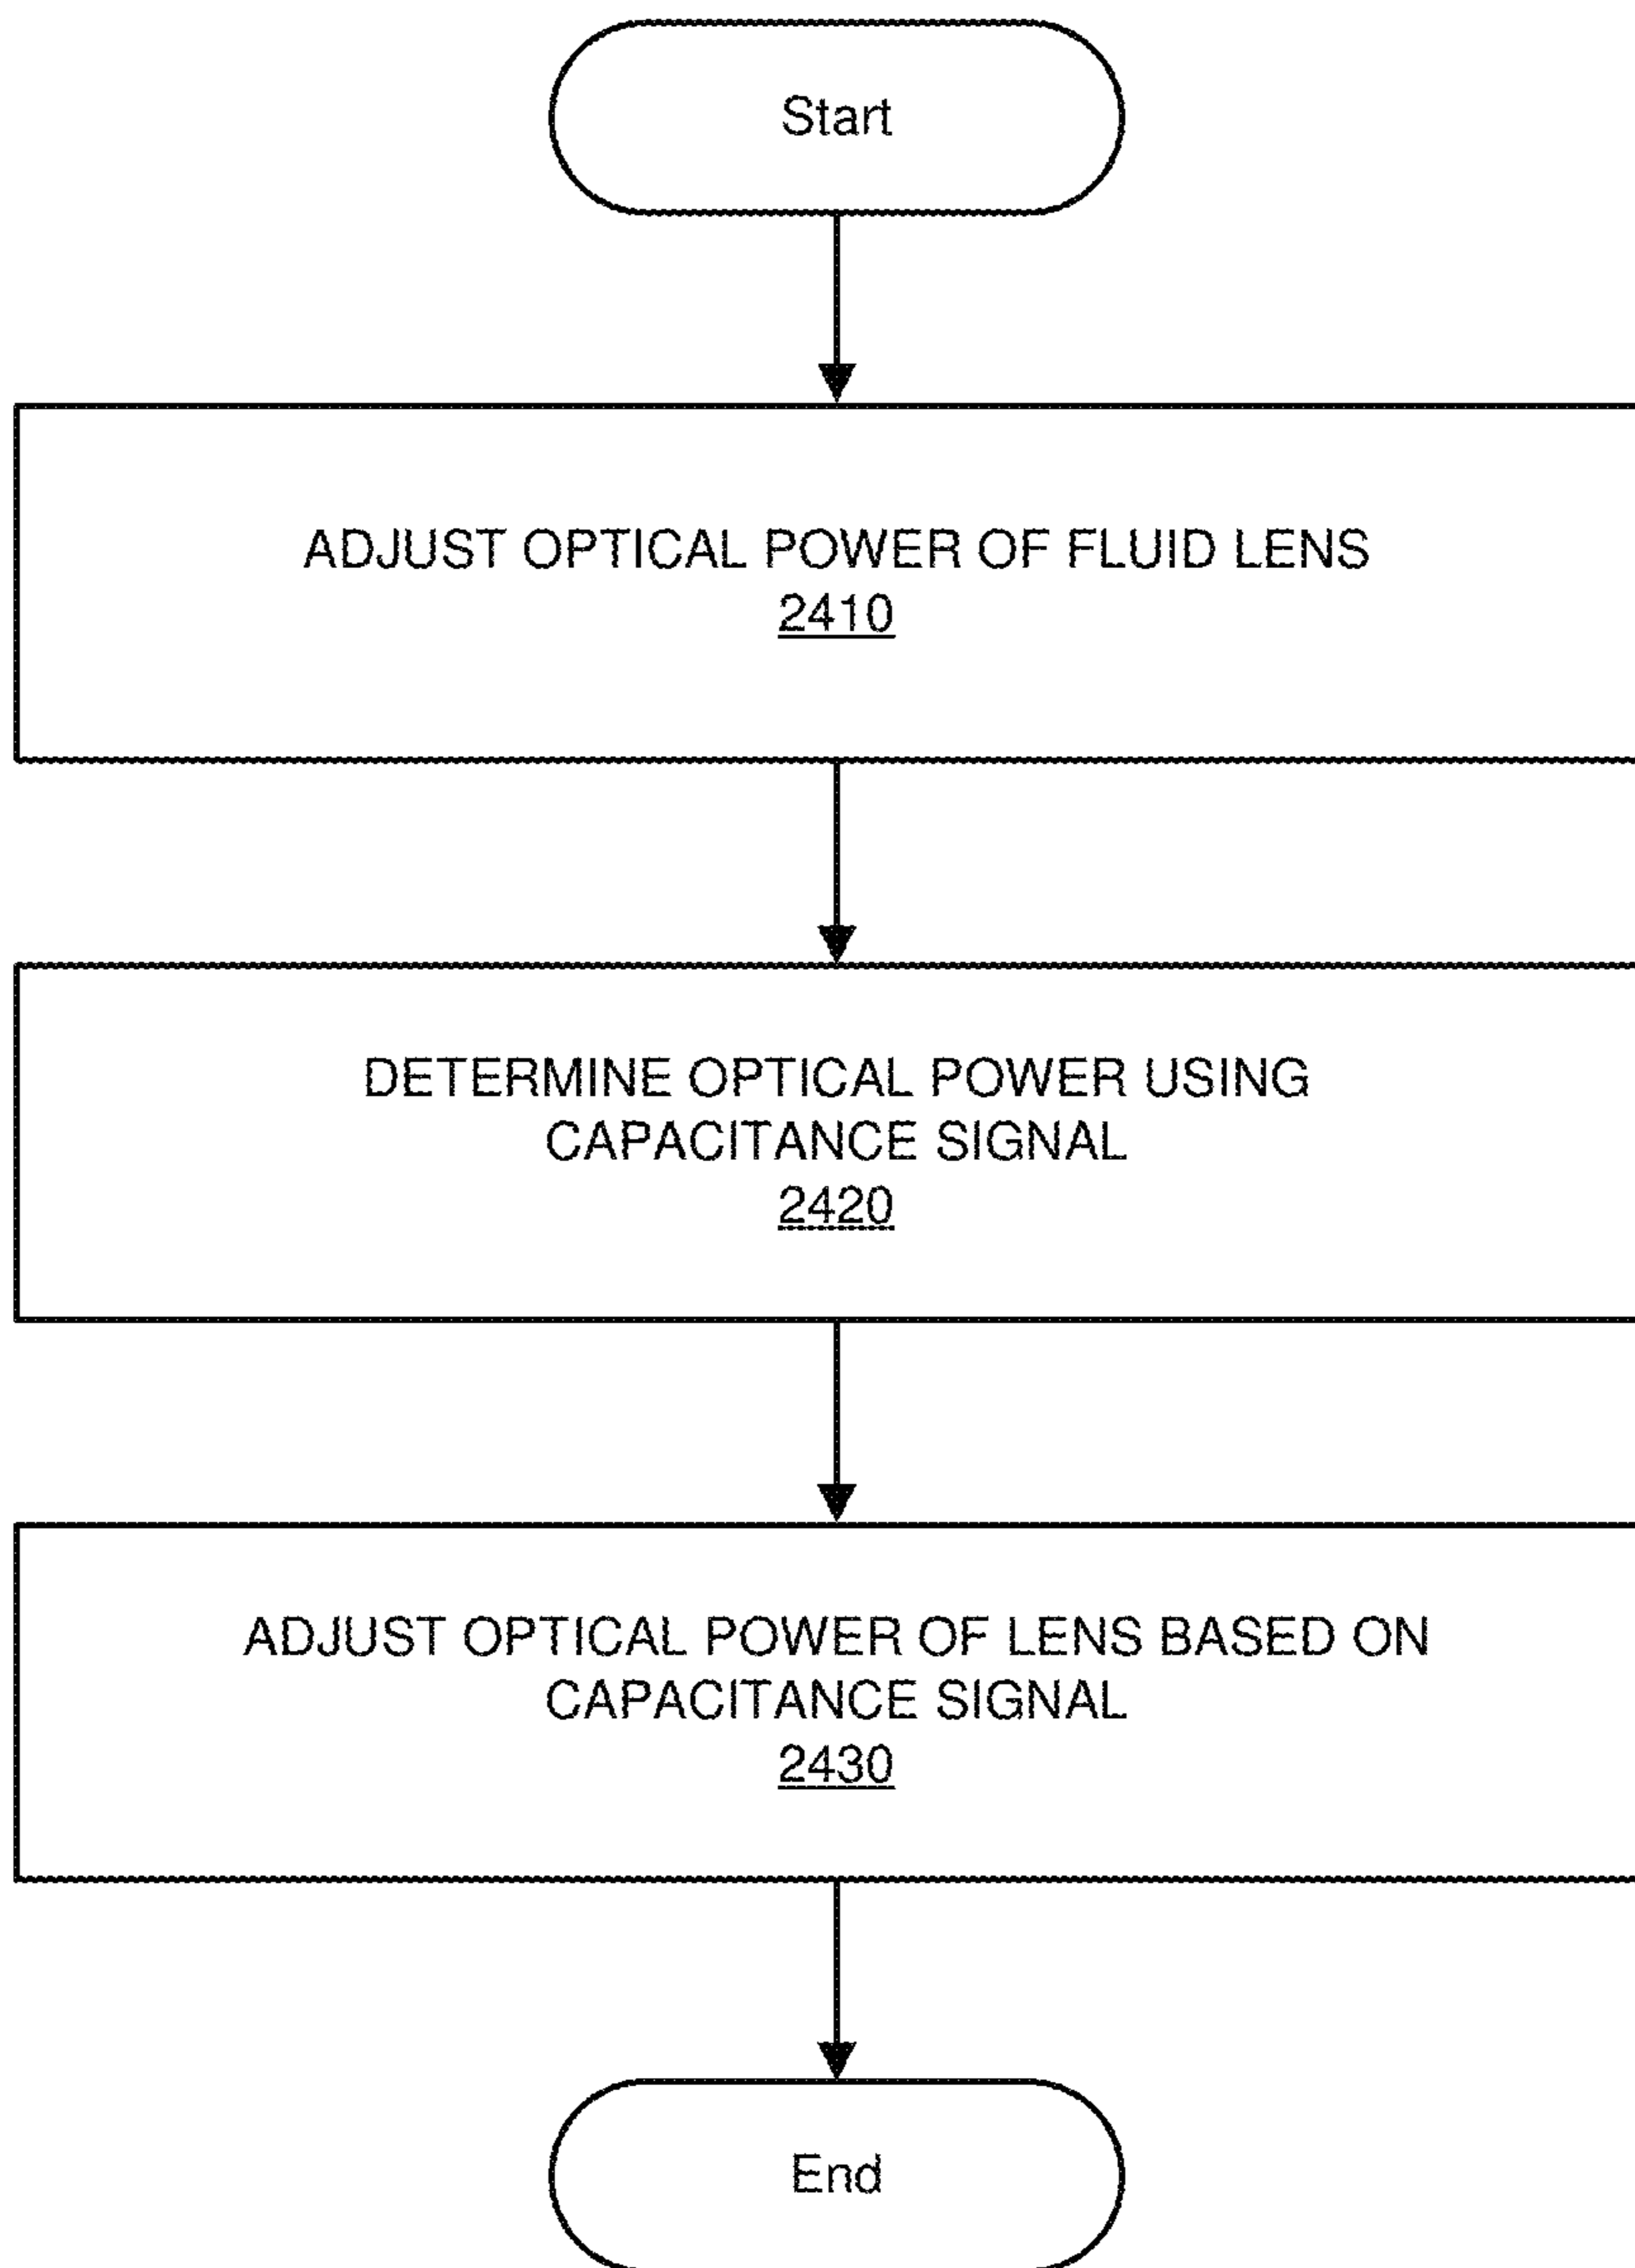 Start
ADJUST OPTICAL POWER OF FLUID LENS
2410
DETERMINE OPTICAL POWER USING
CAPACITANCE SIGNAL
2420
ADJUST OPTICAL POWER OF LENS BASED ON
CAPACITANCE SIGNAL
2430
End